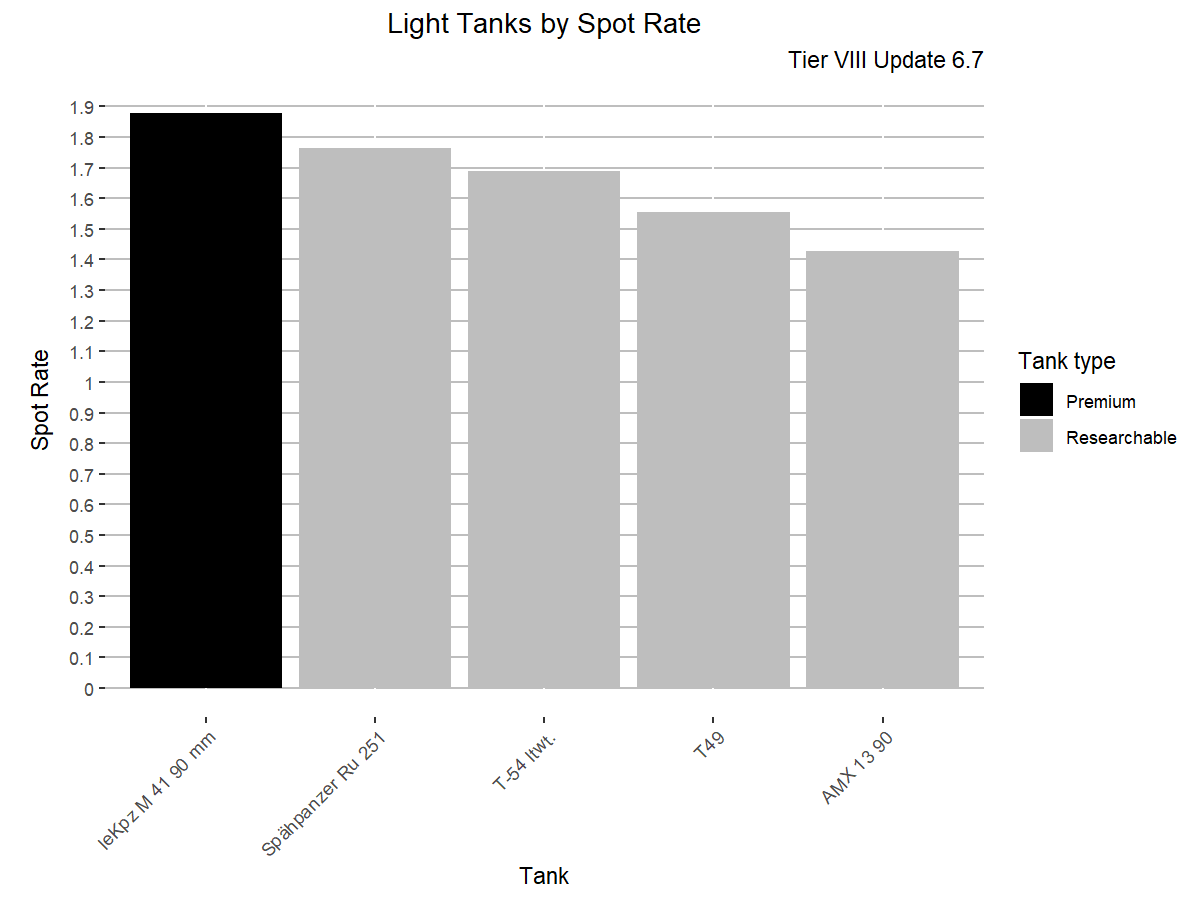 Light Tanks by Spot Rate
Tier VIII Update 6.7
1.9
1.8
1.7
1.6
1.5
1.4
1.3
1.2
1.1
1
0.9
0.8
0.7
0.6
0.5
0.4
0.3
0.2
0.1
0
Spot Rate
leKpz M 41 90 mm
Spähpanzer Ru 251
T-54 ltwt.
T49
AMX 13 90
Tank
Tank type
Premium
Researchable